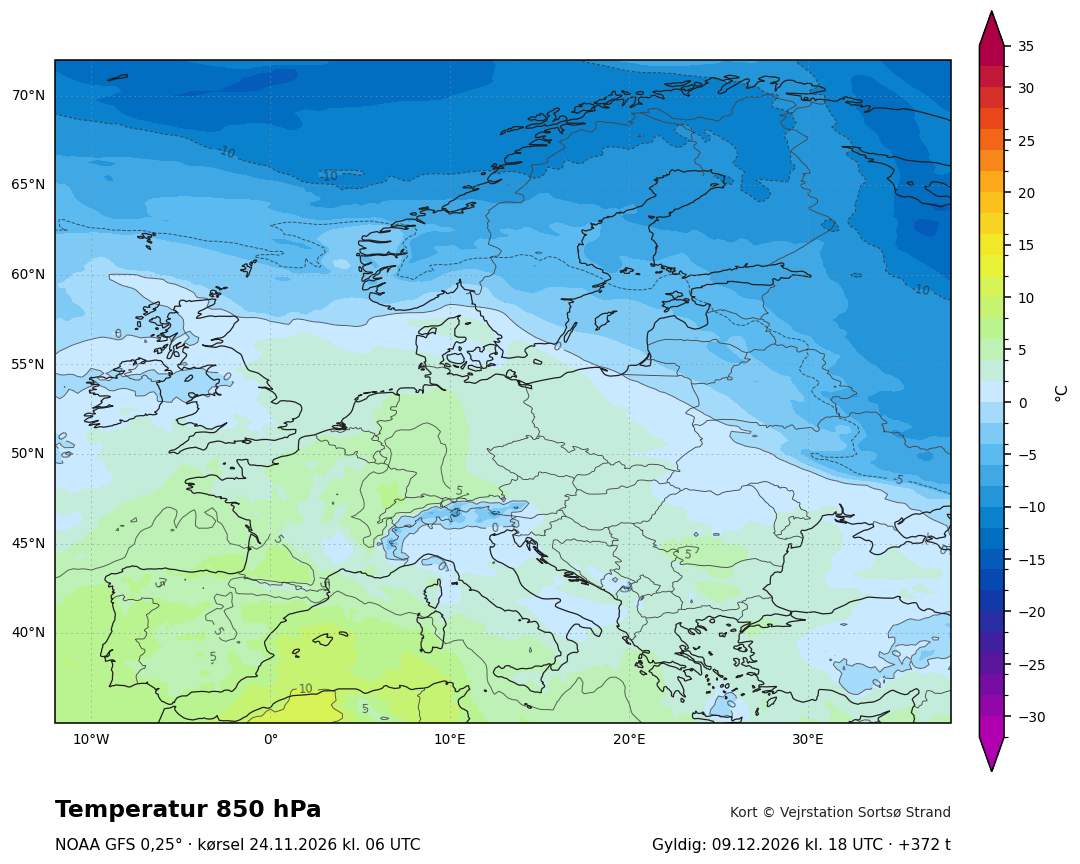 35
30
25
20
15
10
5
0
−5
−10
−15
−20
−25
−30
°C
70°N
65°N
60°N
55°N
50°N
45°N
40°N
10°W
0°
10°E
20°E
30°E
Temperatur 850 hPa
Kort © Vejrstation Sortsø Strand
NOAA GFS 0,25° · kørsel 24.11.2026 kl. 06 UTC
Gyldig: 09.12.2026 kl. 18 UTC · +372 t